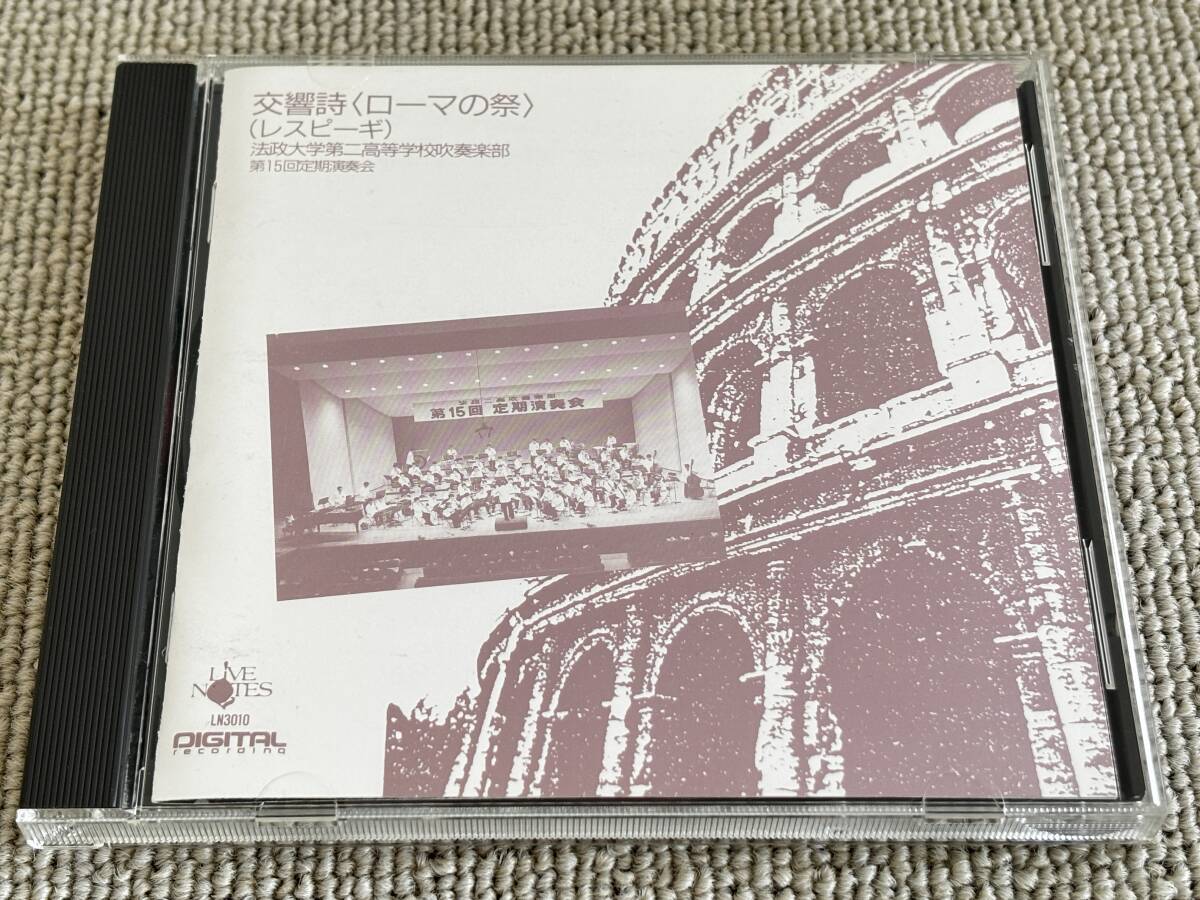 交響詩〈ローマの祭〉
(レスピーギ)
法政大学第二高等学校吹奏楽部
第15回定期演奏会
第15回 定期演奏会
LIVE
NOTES
LN3010
DIGITAL
recording